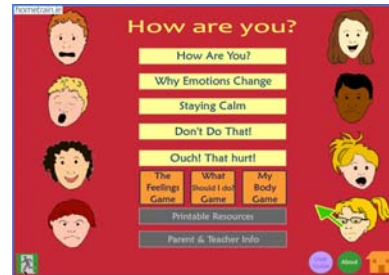 hometrain.ie
How are you?
How Are You?
Why Emotions Change
Staying Calm
Don't Do That!
Ouch! That hurt!
The
Feelings
Game
What
Should I do?
Game
My
Body
Game
Printable Resources
Parent & Teacher Info
About